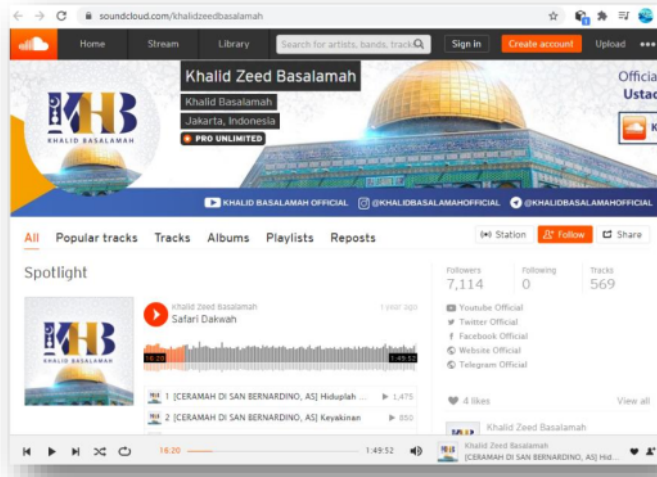 soundcloud.com/khalidzeedbasalamah
Home Stream Library Search for artists, bands, track Sign in Create account Upload
Khalid Zeed Basalamah
Khalid Basalamah
Jakarta, Indonesia
PRO UNLIMITED
KHB
KHALID BASALAMAH
Official
Ustad
K
KHALID BASALAMAH OFFICIAL @KHALIDBASALAMAHOFFICIAL @KHALIDBASALAMAHOFFICIAL
All Popular tracks Tracks Albums Playlists Reposts Station Follow Share
Spotlight
KHB
KHALID BASALAMAH
Khalid Zeed Basalamah 1 year ago
Safari Dakwah
16:20 1:49:52
1 [CERAMAH DI SAN BERNARDINO, AS] Hiduplah ... 1,475
2 [CERAMAH DI SAN BERNARDINO, AS] Keyakinan 850
Followers Following Tracks
7,114 0 569
Youtube Official
Twitter Official
Facebook Official
Website Official
Telegram Official
4 likes View all
Khalid Zeed Basalamah
16:20 1:49:52
Khalid Zeed Basalamah
[CERAMAH DI SAN BERNARDINO, AS] Hid...